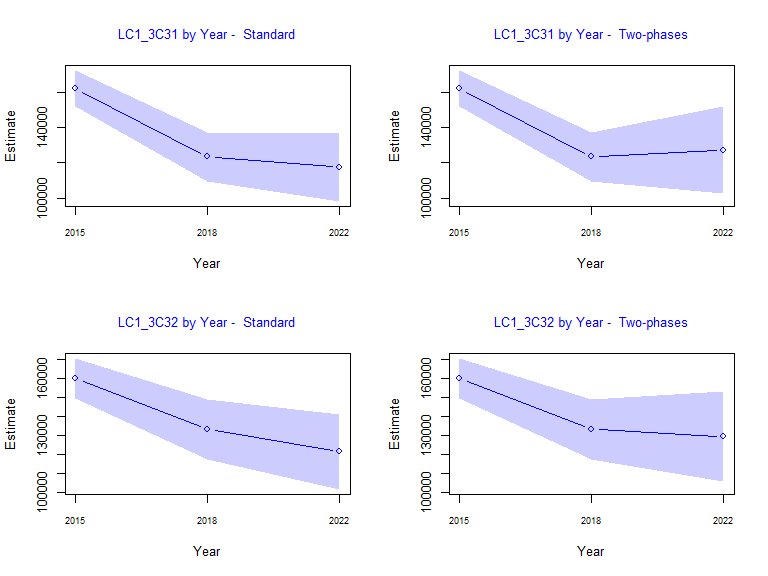 LC1_3C31 by Year -  Standard
Estimate
140000
100000
2015
2018
2022
Year
LC1_3C31 by Year -  Two-phases
Estimate
140000
100000
2015
2018
2022
Year
LC1_3C32 by Year -  Standard
Estimate
160000
130000
100000
2015
2018
2022
Year
LC1_3C32 by Year -  Two-phases
Estimate
160000
130000
100000
2015
2018
2022
Year